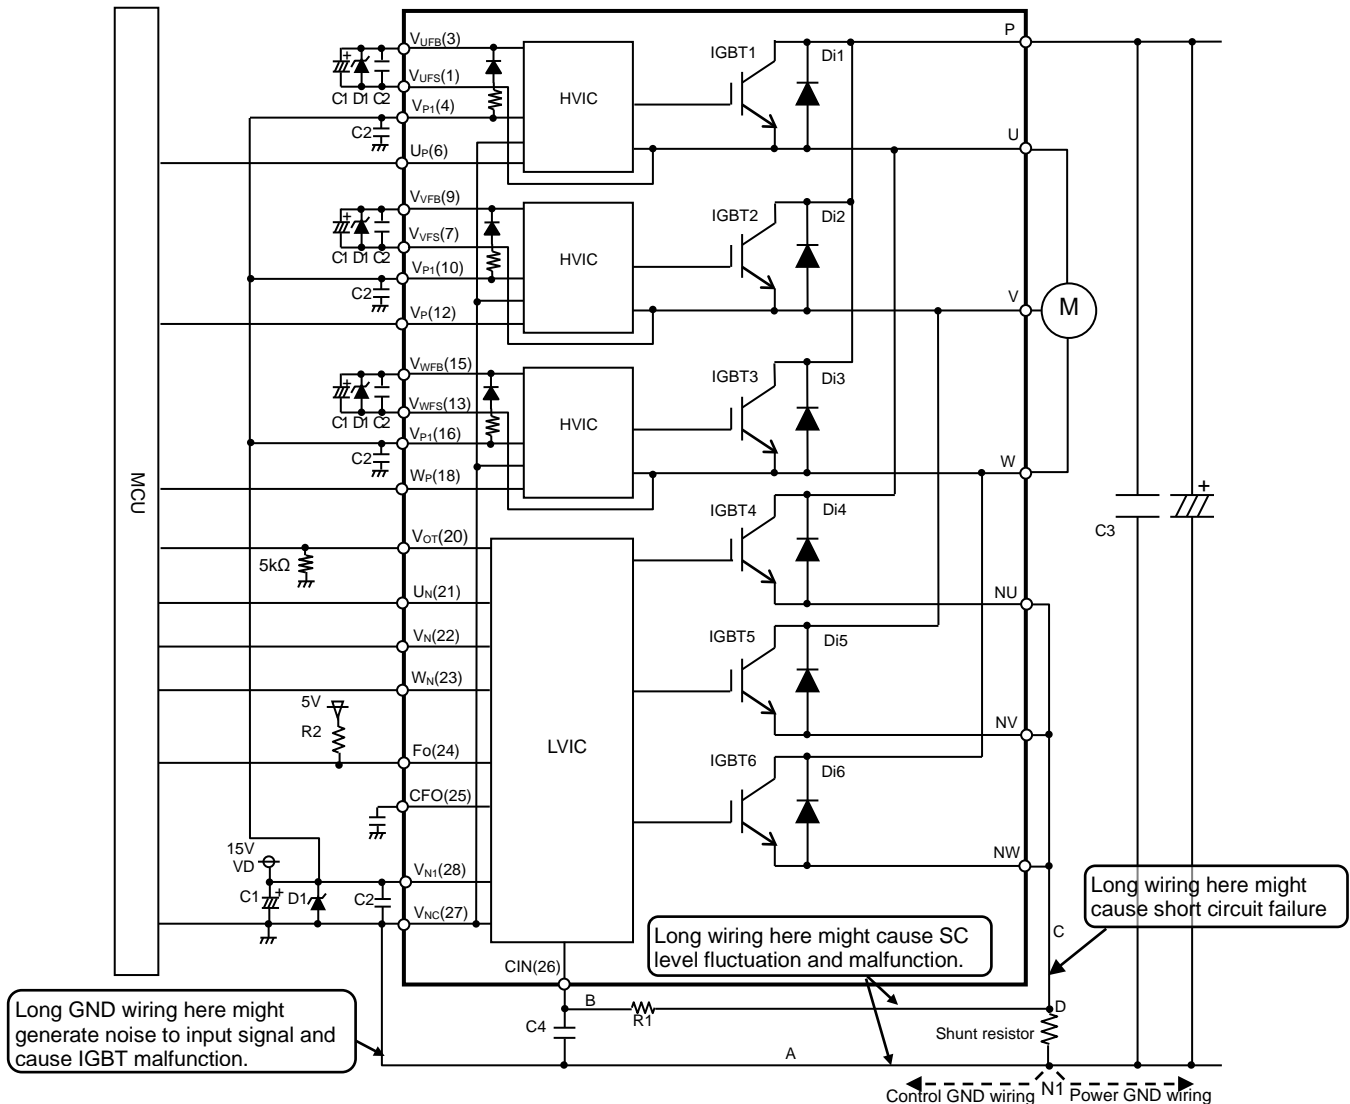 MCU
VUFB(3)
VUFS(1)
C1 D1 C2
VP1(4)
C2
UP(6)
HVIC
IGBT1
Di1
P
U
VVFB(9)
VVFS(7)
C1 D1 C2
VP1(10)
C2
VP(12)
HVIC
IGBT2
Di2
V
M
VWFB(15)
VWFS(13)
C1 D1 C2
VP1(16)
C2
WP(18)
HVIC
IGBT3
Di3
W
VOT(20)
5kΩ
UN(21)
VN(22)
WN(23)
5V
R2
Fo(24)
CFO(25)
15V
VD
VN1(28)
C1
+
D1
C2
VNC(27)
LVIC
IGBT4
Di4
NU
IGBT5
Di5
NV
IGBT6
Di6
NW
C3
+
Long wiring here might
cause short circuit failure
C
Long wiring here might cause SC
level fluctuation and malfunction.
CIN(26)
B
R1
D
C4
Shunt resistor
A
Long GND wiring here might
generate noise to input signal and
cause IGBT malfunction.
Control GND wiring
N1
Power GND wiring